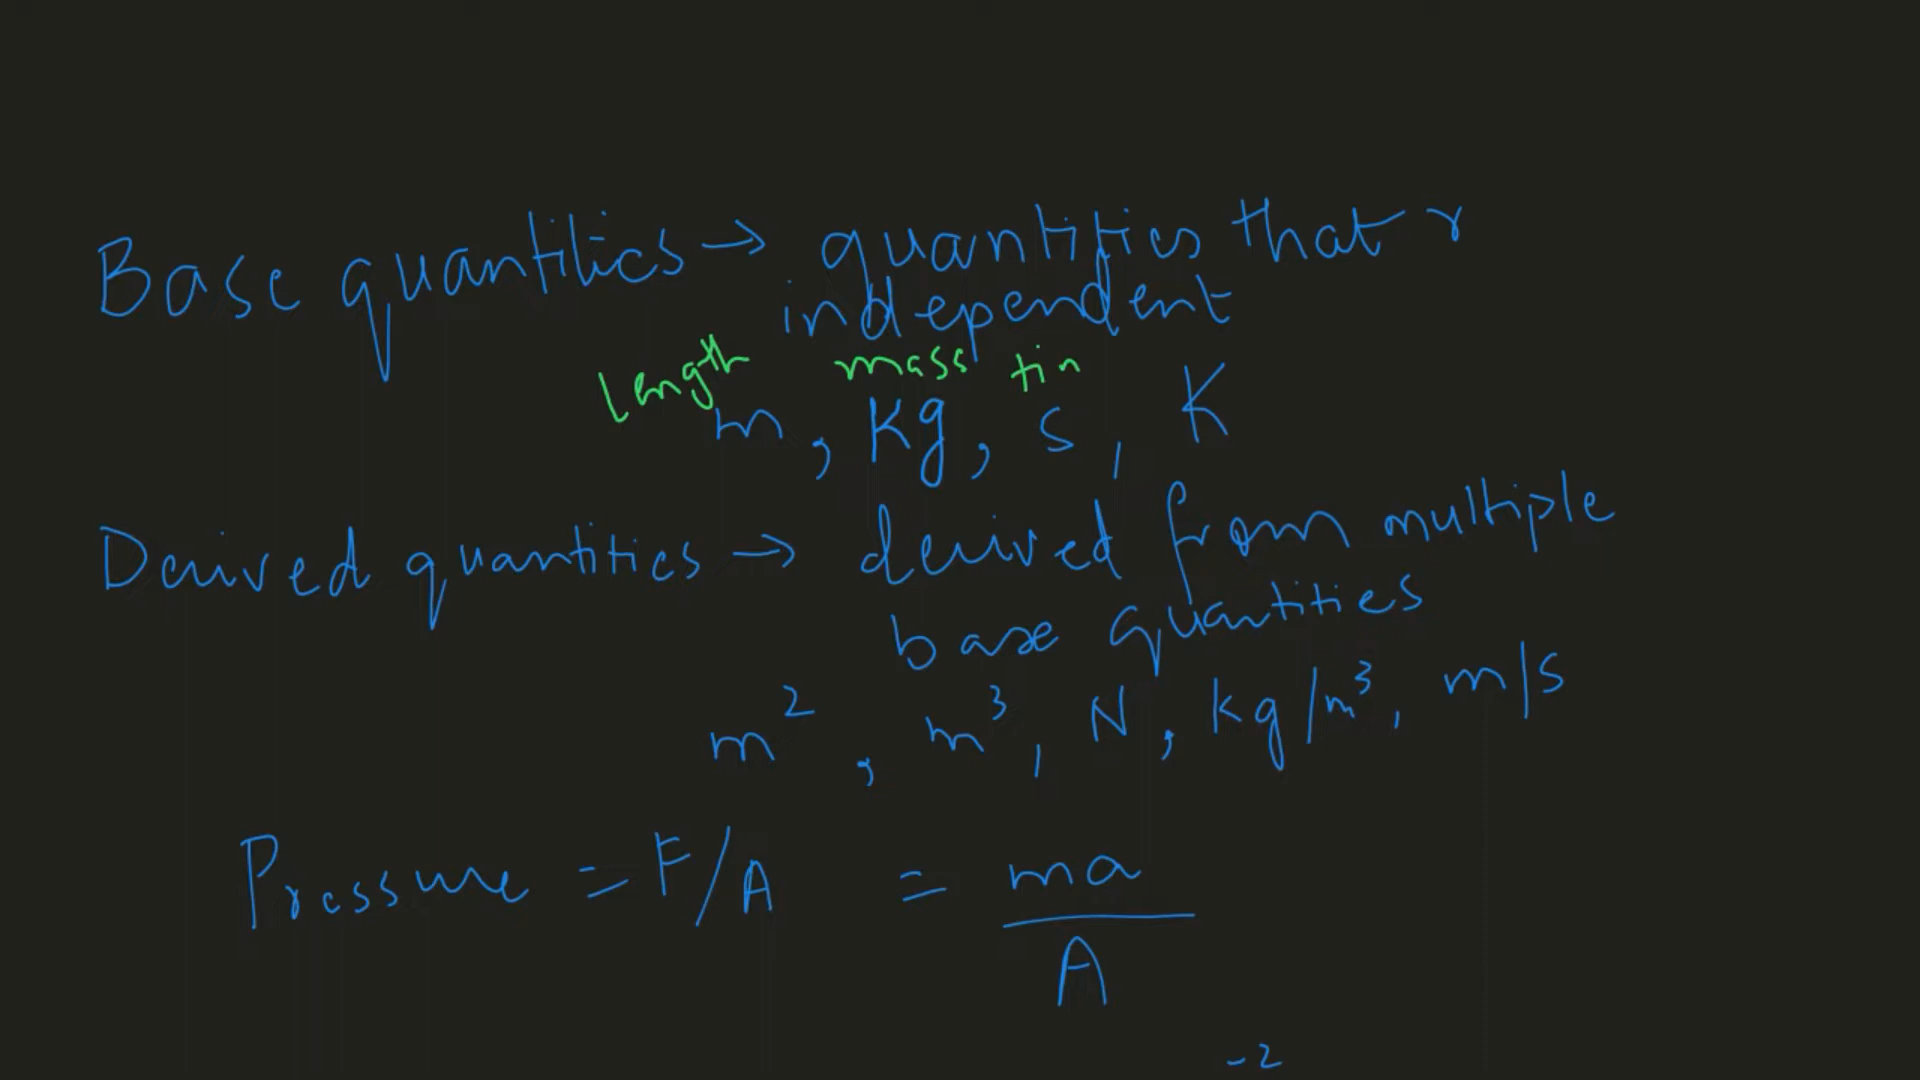 Base quantities → quantities that r
independent
length mass tim
m, kg, s, K
Derived quantities → derived from multiple
base quantities
m², m³, N, kg/m³, m/s
Pressure = F/A = ma
A
-2